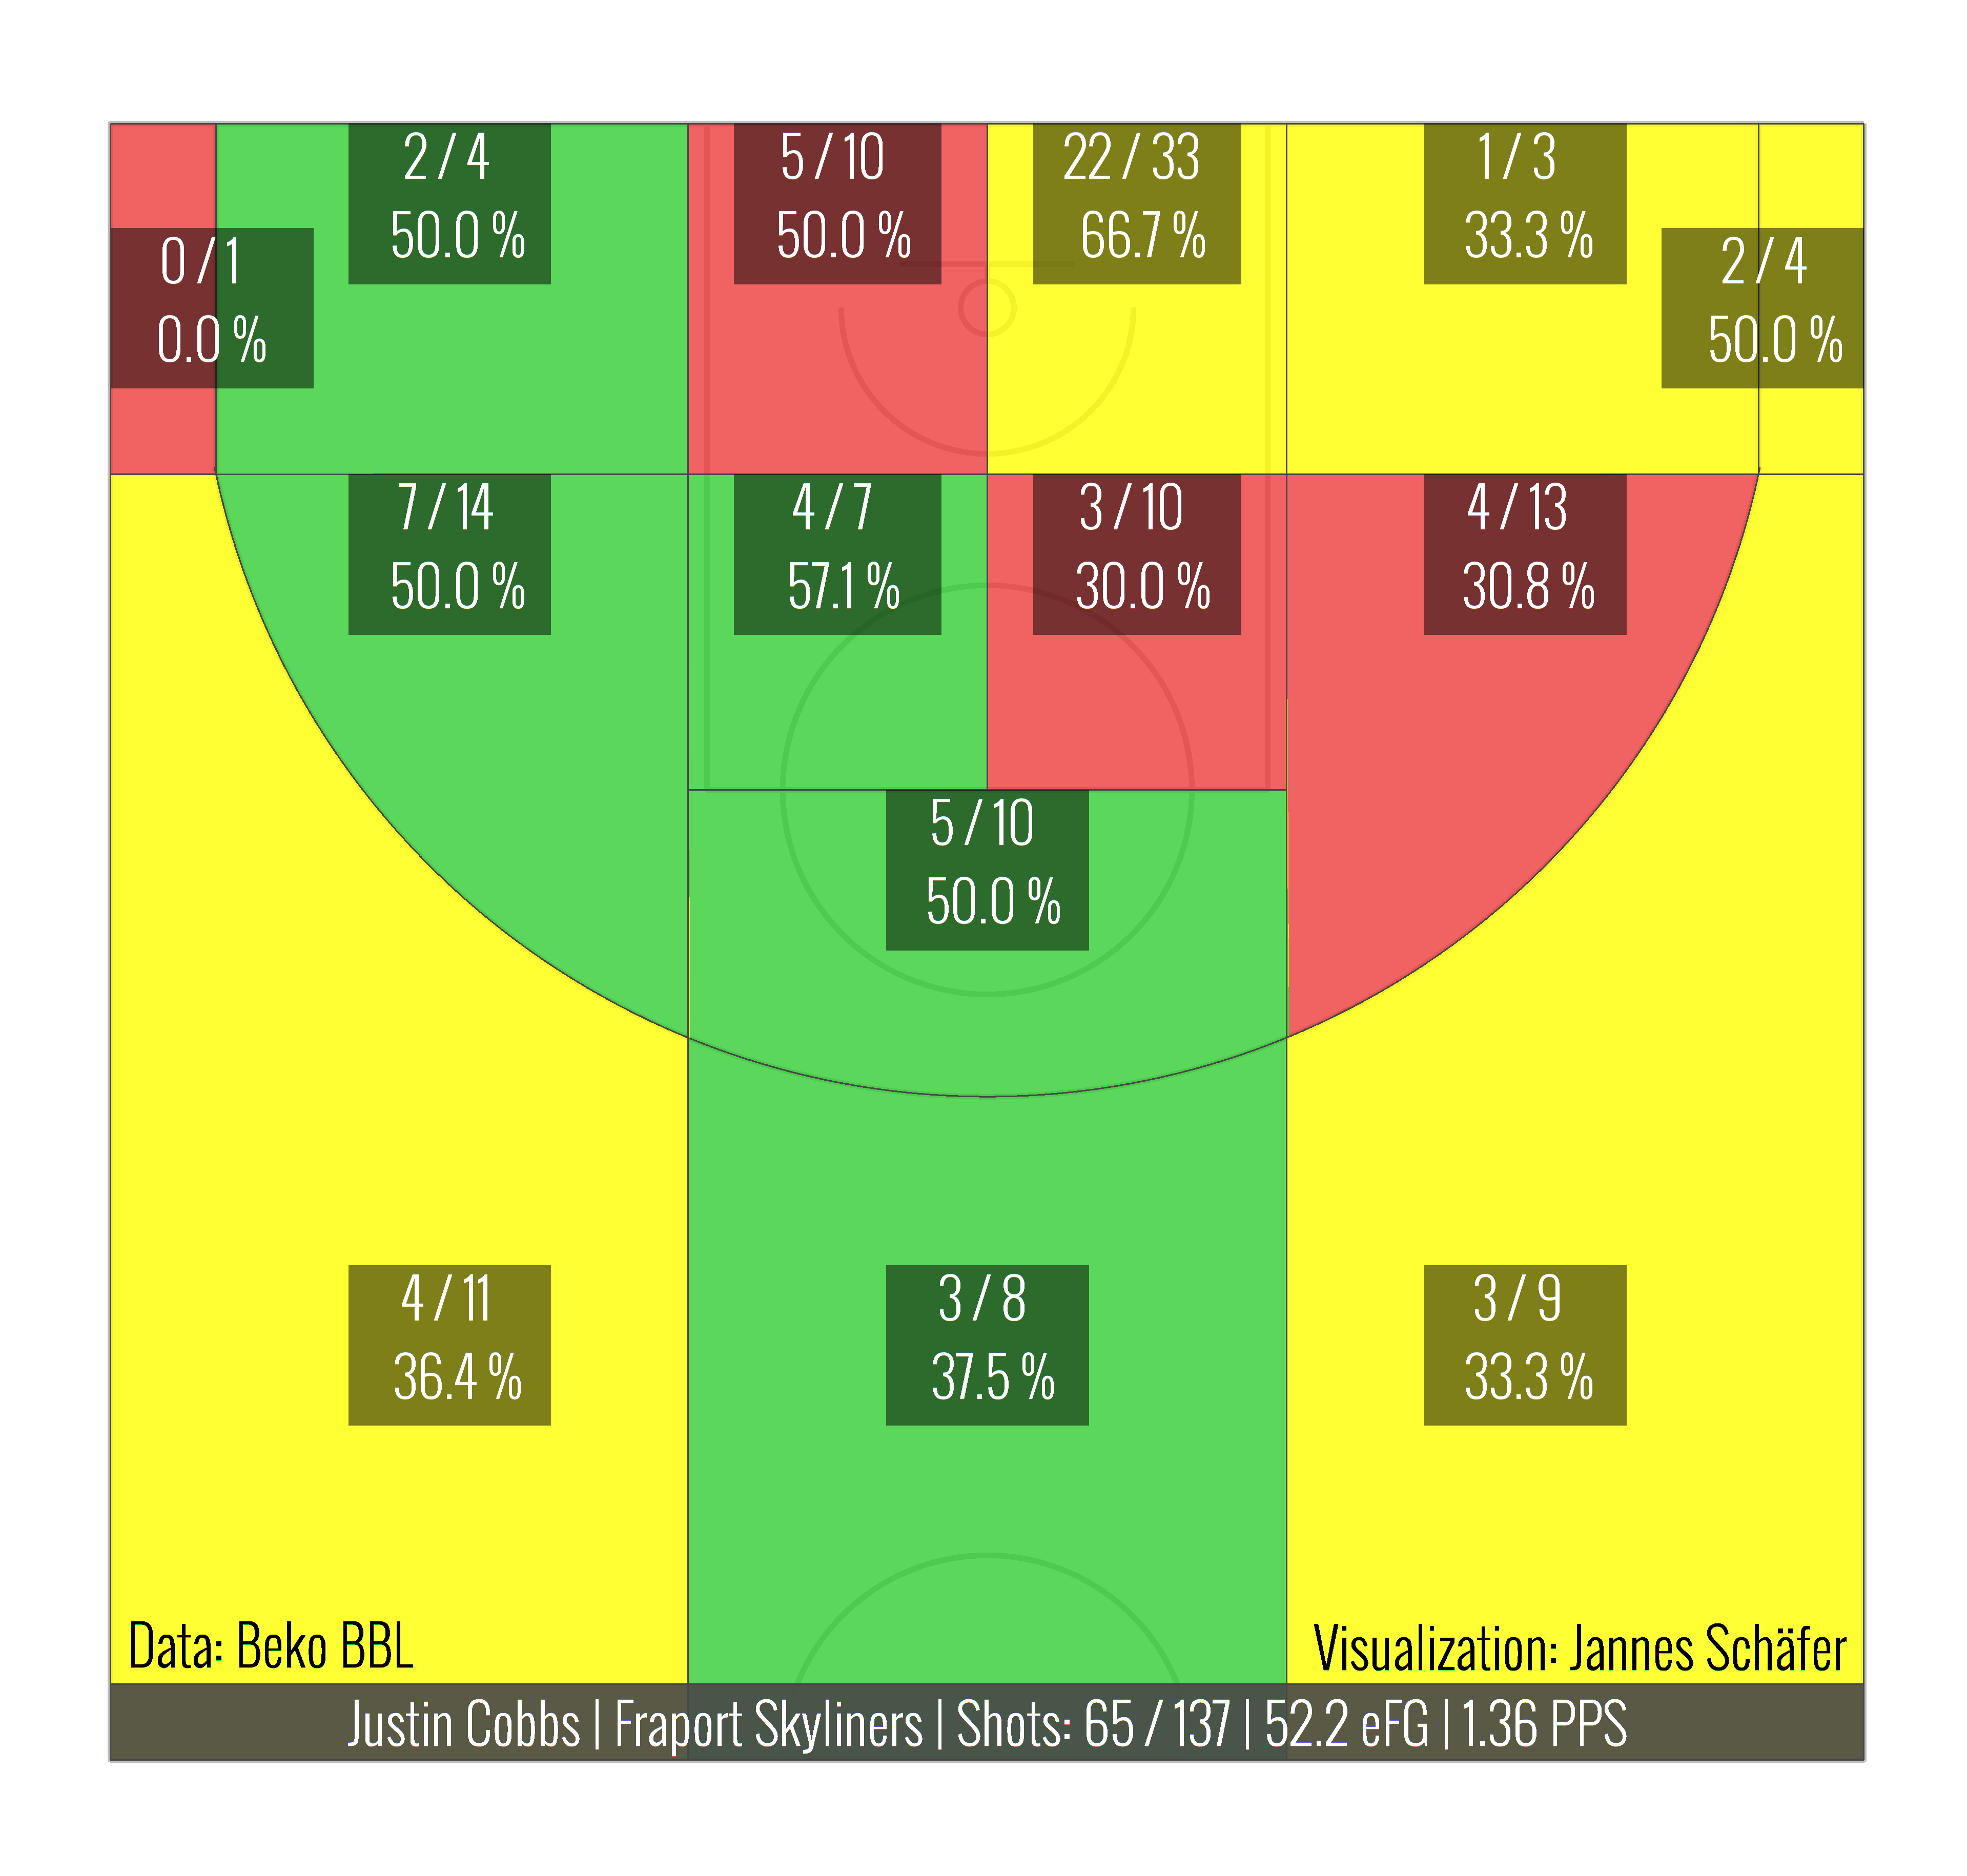 2 / 4
50.0 %
5 / 10
50.0 %
22 / 33
66.7 %
1 / 3
33.3 %
0 / 1
0.0 %
2 / 4
50.0 %
7 / 14
50.0 %
4 / 7
57.1 %
3 / 10
30.0 %
4 / 13
30.8 %
5 / 10
50.0 %
4 / 11
36.4 %
3 / 8
37.5 %
3 / 9
33.3 %
Data: Beko BBL
Visualization: Jannes Schäfer
Justin Cobbs | Fraport Skyliners | Shots: 65 / 137 | 52.2 eFG | 1.36 PPS